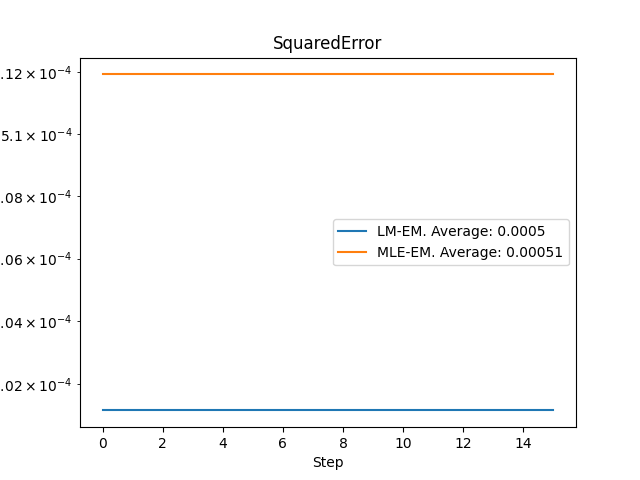 SquaredError
.12 × 10⁻⁴
5.1 × 10⁻⁴
.08 × 10⁻⁴
.06 × 10⁻⁴
.04 × 10⁻⁴
.02 × 10⁻⁴
LM-EM. Average: 0.0005
MLE-EM. Average: 0.00051
0 2 4 6 8 10 12 14
Step